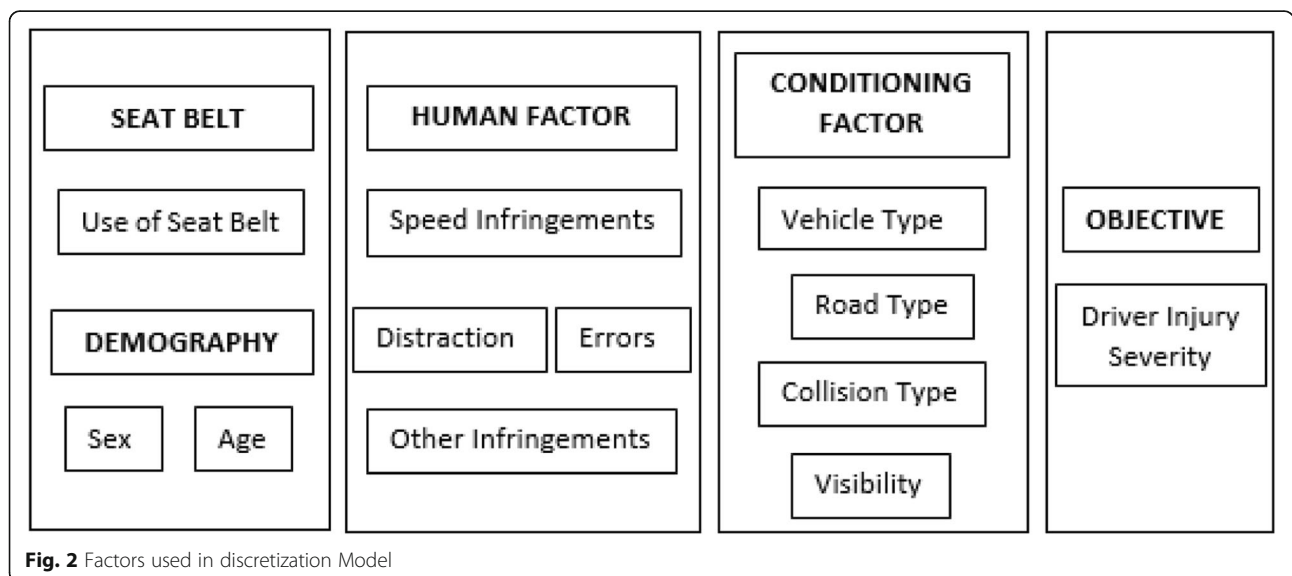 SEAT BELT
Use of Seat Belt
DEMOGRAPHY
Sex
Age
HUMAN FACTOR
Speed Infringements
Distraction
Errors
Other Infringements
CONDITIONING
FACTOR
Vehicle Type
Road Type
Collision Type
Visibility
OBJECTIVE
Driver Injury
Severity
Fig. 2 Factors used in discretization Model